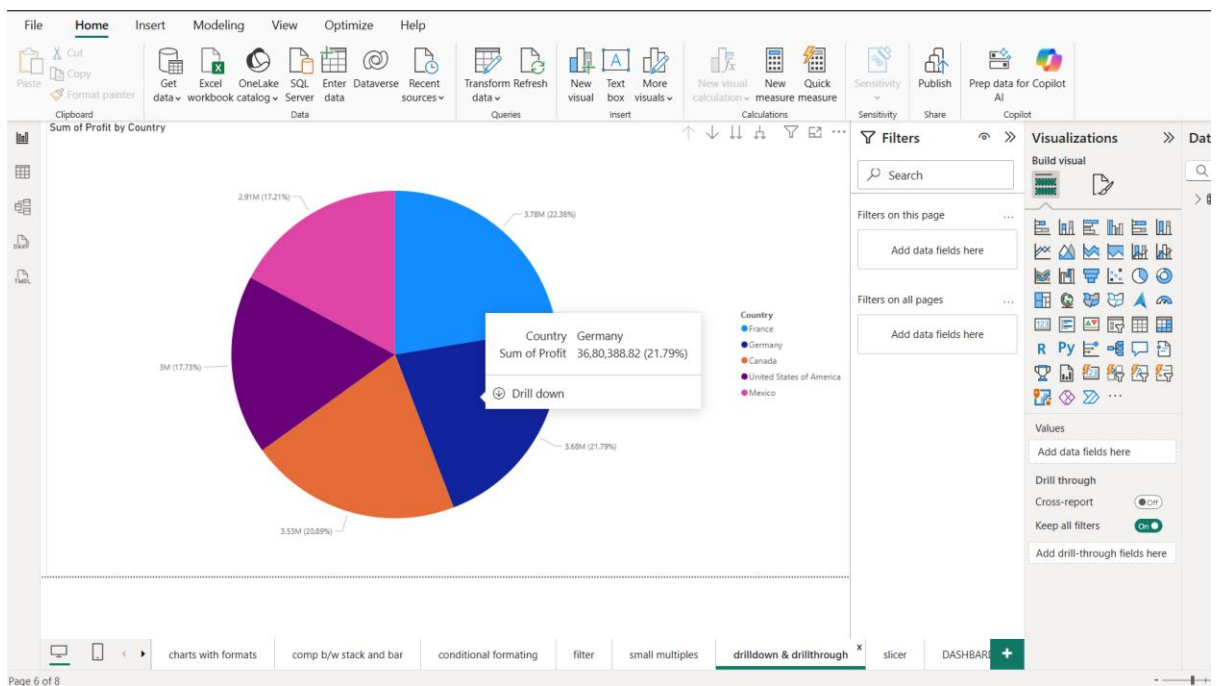 File Home Insert Modeling View Optimize Help
Paste
Cut
Copy
Format painter
Clipboard
Get data
Excel workbook
OneLake catalog
SQL Server
Enter data
Dataverse
Recent sources
Data
Transform data
Refresh
Queries
New visual
Text box
More visuals
Insert
New visual calculation
New measure
Quick measure
Calculations
Sensitivity
Sensitivity
Publish
Share
Prep data for AI
Copilot
Copilot
Sum of Profit by Country
2.91M (17.21%)
3.78M (22.38%)
3M (17.73%)
3.68M (21.79%)
3.53M (20.89%)
Country Germany
Sum of Profit 36,80,388.82 (21.79%)
Drill down
Country
France
Germany
Canada
United States of America
Mexico
Filters
Search
Filters on this page ...
Add data fields here
Filters on all pages ...
Add data fields here
Visualizations
Build visual
123
R Py
...
Values
Add data fields here
Drill through
Cross-report Off
Keep all filters On
Add drill-through fields here
Dat
DAX
TMDL
charts with formats
comp b/w stack and bar
conditional formating
filter
small multiples
drilldown & drillthrough x
slicer
DASHBAR
+
Page 6 of 8